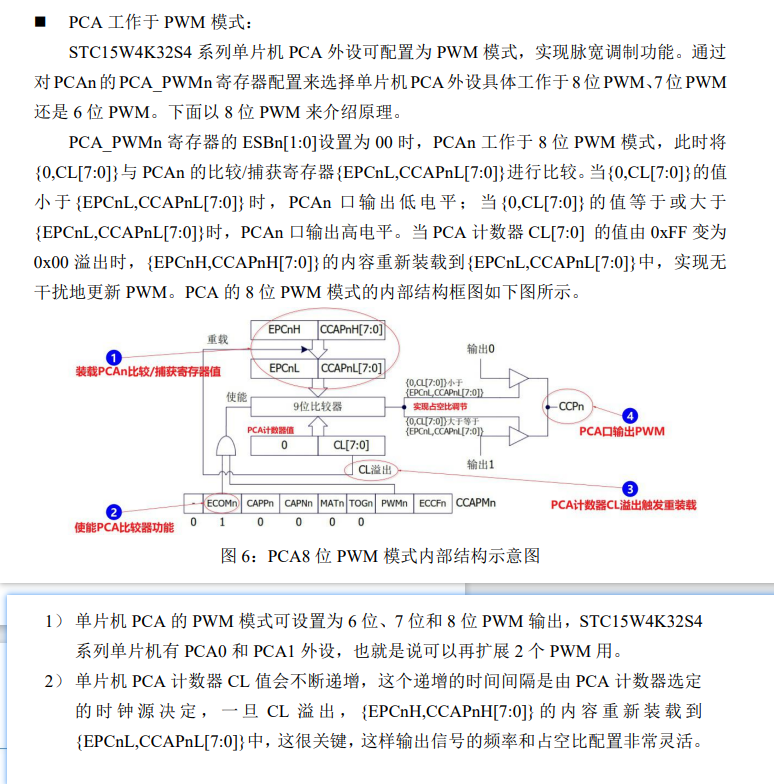 ■ PCA 工作于 PWM 模式：
STC15W4K32S4 系列单片机 PCA 外设可配置为 PWM 模式，实现脉宽调制功能。通过
对 PCAn 的 PCA_PWMn 寄存器配置来选择单片机 PCA 外设具体工作于 8 位 PWM、7 位 PWM
还是 6 位 PWM。下面以 8 位 PWM 来介绍原理。
PCA_PWMn 寄存器的 ESBn[1:0]设置为 00 时，PCAn 工作于 8 位 PWM 模式，此时将
{0,CL[7:0]}与 PCAn 的比较/捕获寄存器{EPCnL,CCAPnL[7:0]}进行比较。当{0,CL[7:0]}的值
小于{EPCnL,CCAPnL[7:0]}时，PCAn 口输出低电平；当{0,CL[7:0]}的值等于或大于
{EPCnL,CCAPnL[7:0]}时，PCAn 口输出高电平。当 PCA 计数器 CL[7:0] 的值由 0xFF 变为
0x00 溢出时，{EPCnH,CCAPnH[7:0]}的内容重新装载到{EPCnL,CCAPnL[7:0]}中，实现无
干扰地更新 PWM。PCA 的 8 位 PWM 模式的内部结构框图如下图所示。
EPCnH CCAPnH[7:0]
重载
输出0
1
装载PCAn比较/捕获寄存器值
EPCnL CCAPnL[7:0]
{0,CL[7:0]}小于
{EPCnL,CCAPnL[7:0]}
使能
9位比较器
实现占空比调节
CCPn
4
{0,CL[7:0]}大于等于
{EPCnL,CCAPnL[7:0]}
PCA计数器值
PCA口输出PWM
0 CL[7:0]
CL溢出
输出1
3
ECOMn CAPPn CAPNn MATn TOGn PWMn ECCFn CCAPMn
PCA计数器CL溢出触发重装载
2
使能PCA比较器功能
0 1 0 0 0 0
图 6：PCA8 位 PWM 模式内部结构示意图
1） 单片机 PCA 的 PWM 模式可设置为 6 位、7 位和 8 位 PWM 输出，STC15W4K32S4
系列单片机有 PCA0 和 PCA1 外设，也就是说可以再扩展 2 个 PWM 用。
2） 单片机 PCA 计数器 CL 值会不断递增，这个递增的时间间隔是由 PCA 计数器选定
的时钟源决定，一旦 CL 溢出，{EPCnH,CCAPnH[7:0]}的内容重新装载到
{EPCnL,CCAPnL[7:0]}中，这很关键，这样输出信号的频率和占空比配置非常灵活。